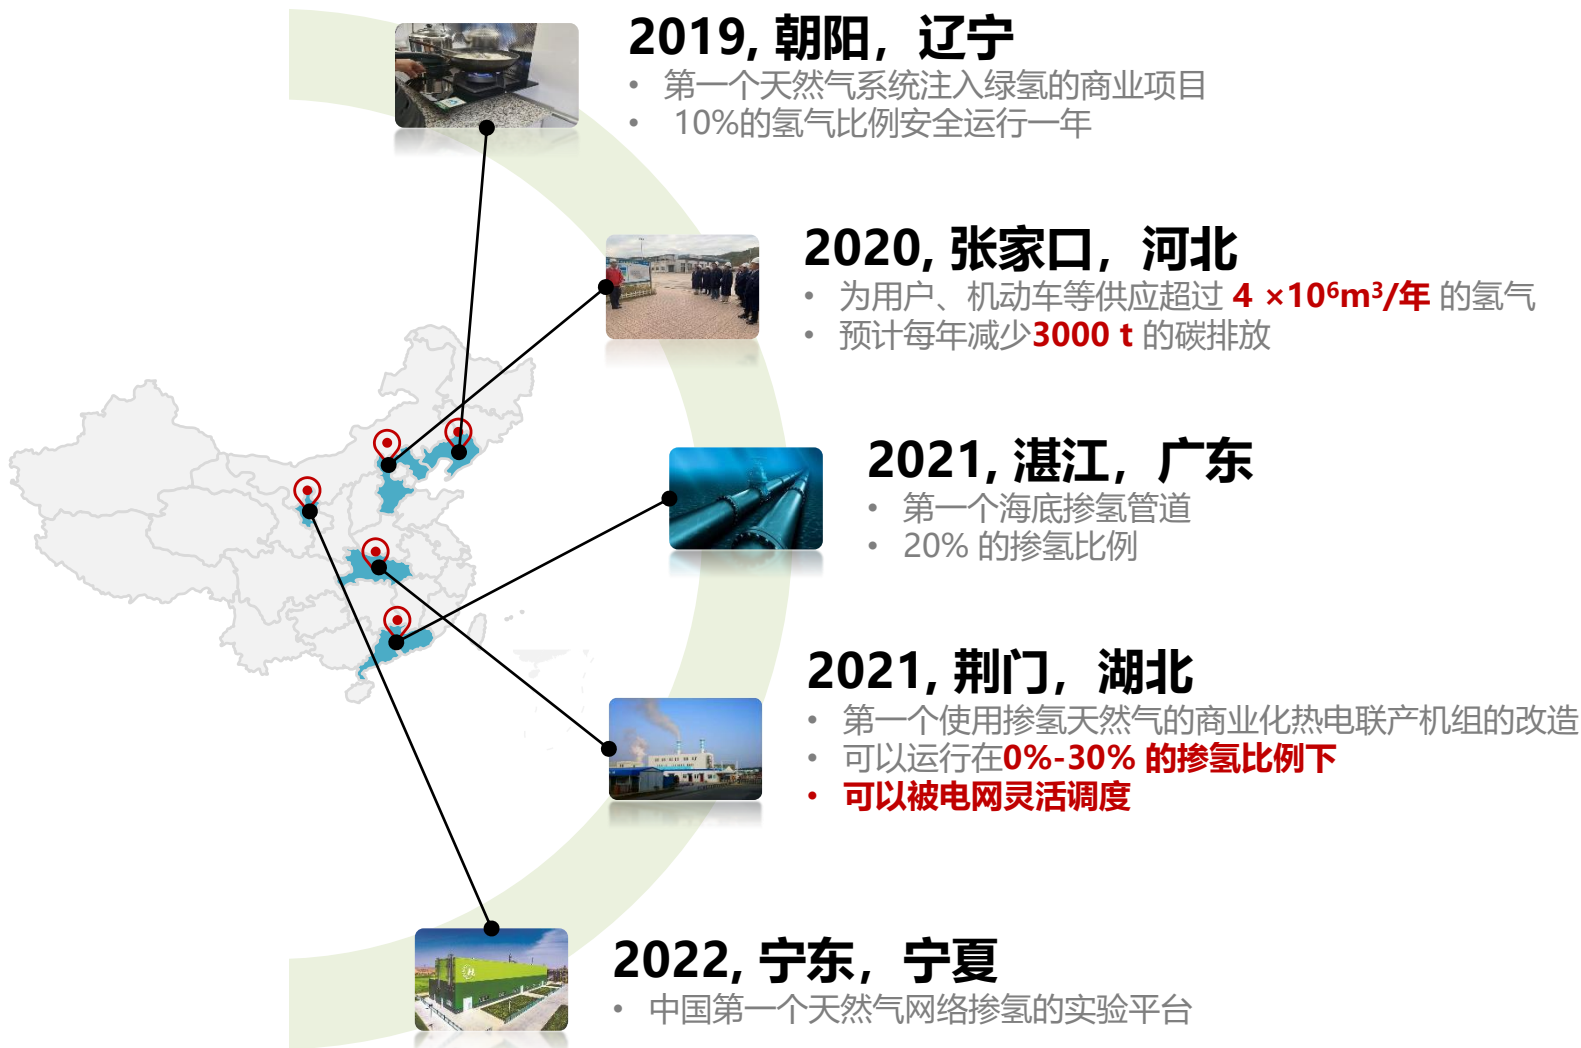 2019, 朝阳，辽宁
• 第一个天然气系统注入绿氢的商业项目
• 10%的氢气比例安全运行一年
2020, 张家口，河北
• 为用户、机动车等供应超过 4 ×10⁶m³/年 的氢气
• 预计每年减少3000 t 的碳排放
2021, 湛江，广东
• 第一个海底掺氢管道
• 20% 的掺氢比例
2021, 荆门，湖北
• 第一个使用掺氢天然气的商业化热电联产机组的改造
• 可以运行在0%-30% 的掺氢比例下
• 可以被电网灵活调度
2022, 宁东，宁夏
• 中国第一个天然气网络掺氢的实验平台